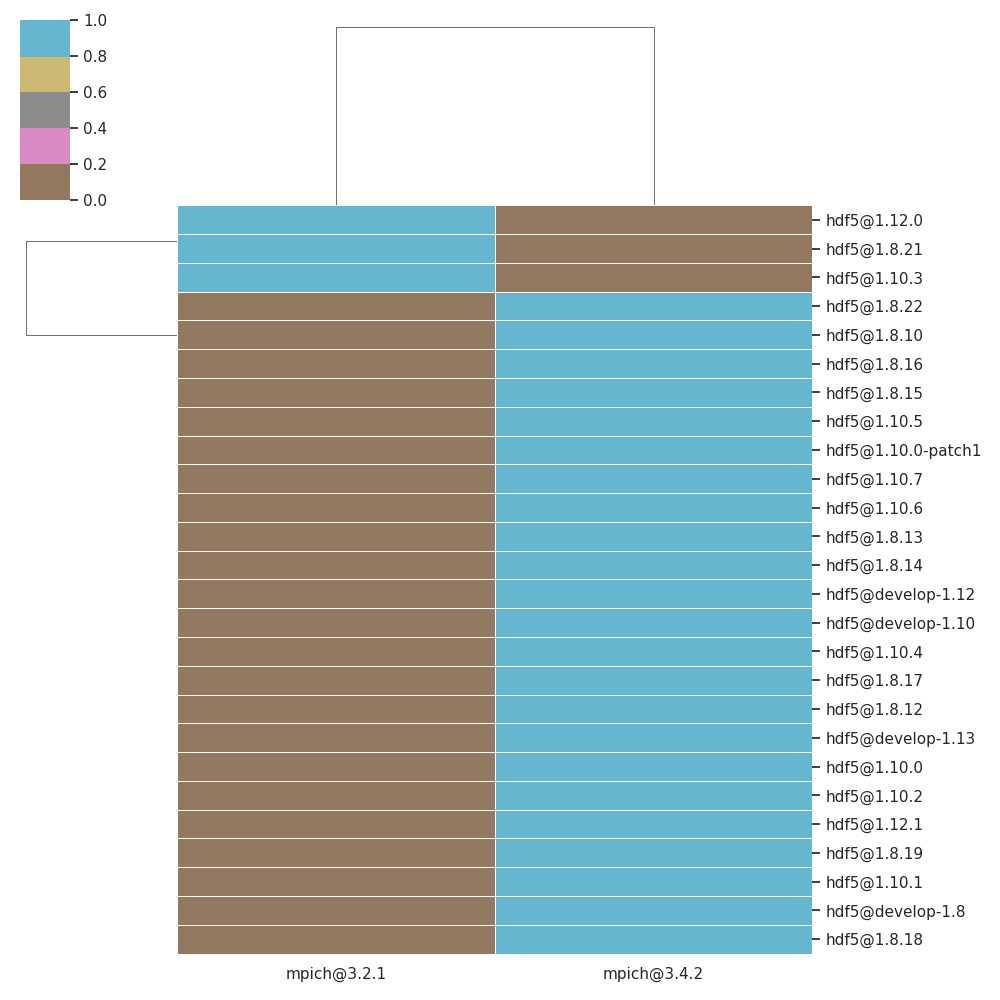 1.0
0.8
0.6
0.4
0.2
0.0
hdf5@1.12.0
hdf5@1.8.21
hdf5@1.10.3
hdf5@1.8.22
hdf5@1.8.10
hdf5@1.8.16
hdf5@1.8.15
hdf5@1.10.5
hdf5@1.10.0-patch1
hdf5@1.10.7
hdf5@1.10.6
hdf5@1.8.13
hdf5@1.8.14
hdf5@develop-1.12
hdf5@develop-1.10
hdf5@1.10.4
hdf5@1.8.17
hdf5@1.8.12
hdf5@develop-1.13
hdf5@1.10.0
hdf5@1.10.2
hdf5@1.12.1
hdf5@1.8.19
hdf5@1.10.1
hdf5@develop-1.8
hdf5@1.8.18
mpich@3.2.1 mpich@3.4.2